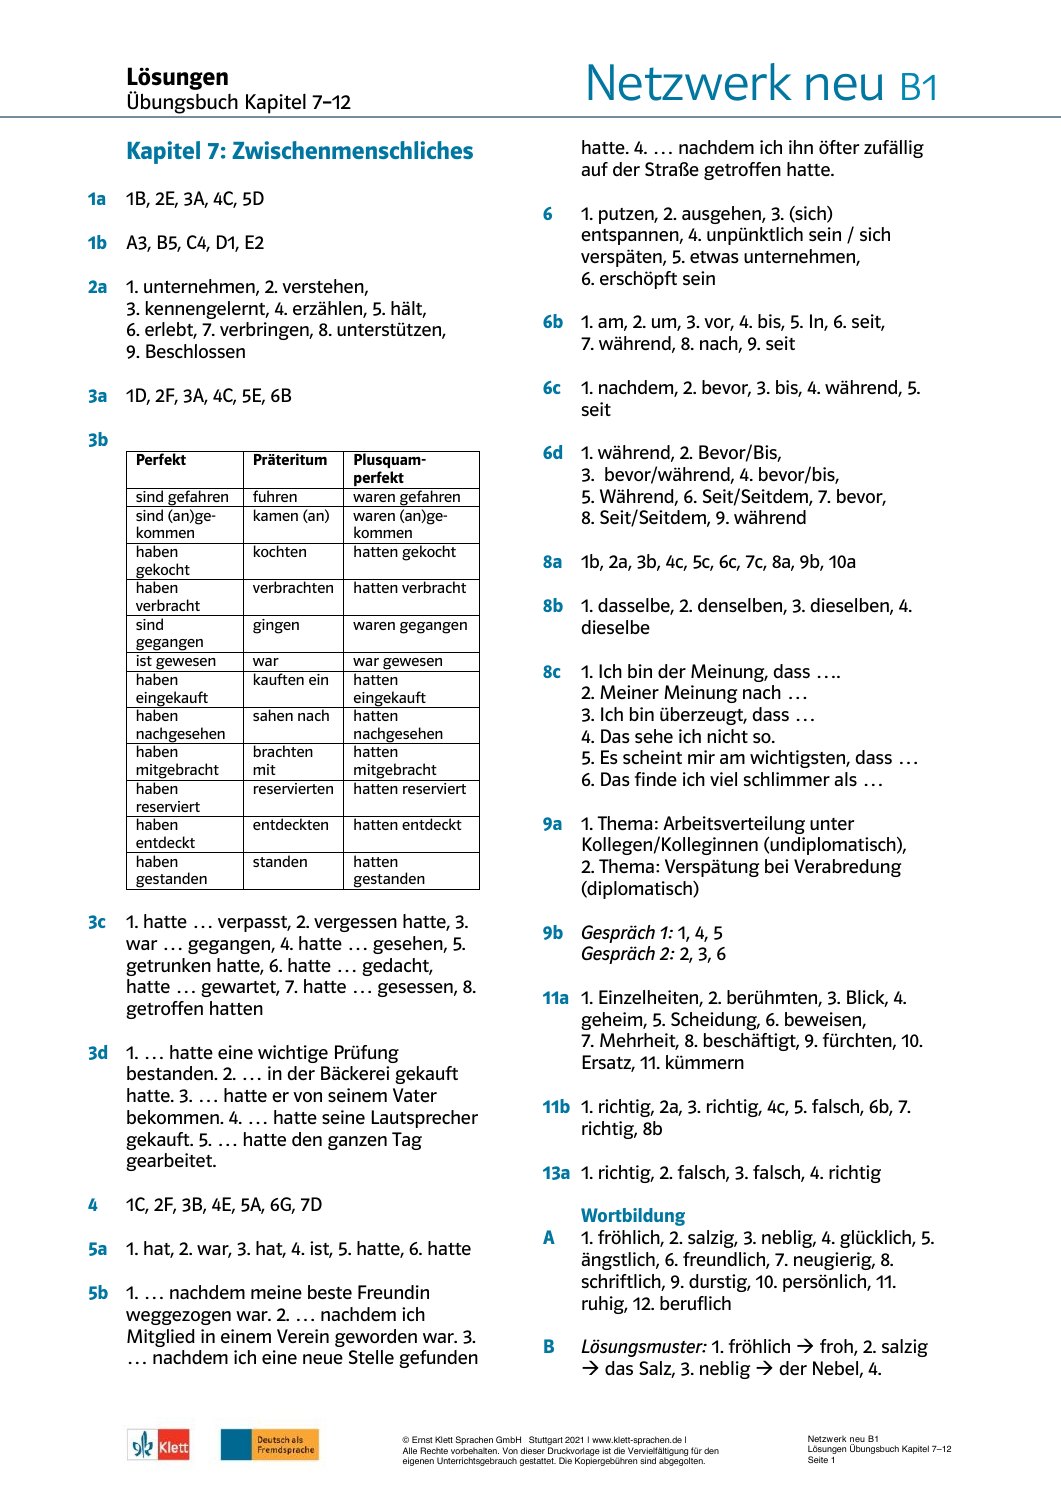 Lösungen
Übungsbuch Kapitel 7–12
Netzwerk neu B1
Kapitel 7: Zwischenmenschliches
1a 1B, 2E, 3A, 4C, 5D
1b A3, B5, C4, D1, E2
2a 1. unternehmen, 2. verstehen,
3. kennengelernt, 4. erzählen, 5. hält,
6. erlebt, 7. verbringen, 8. unterstützen,
9. Beschlossen
3a 1D, 2F, 3A, 4C, 5E, 6B
3b
Perfekt Präteritum Plusquam-
perfekt
sind gefahren fuhren waren gefahren
sind (an)ge- kamen (an) waren (an)ge-
kommen kommen
haben kochten hatten gekocht
gekocht
haben verbrachten hatten verbracht
verbracht
sind gingen waren gegangen
gegangen
ist gewesen war war gewesen
haben kauften ein hatten
eingekauft eingekauft
haben sahen nach hatten
nachgesehen nachgesehen
haben brachten hatten
mitgebracht mit mitgebracht
haben reservierten hatten reserviert
reserviert
haben entdeckten hatten entdeckt
entdeckt
haben standen hatten
gestanden gestanden
3c 1. hatte … verpasst, 2. vergessen hatte, 3.
war … gegangen, 4. hatte … gesehen, 5.
getrunken hatte, 6. hatte … gedacht,
hatte … gewartet, 7. hatte … gesessen, 8.
getroffen hatten
3d 1. … hatte eine wichtige Prüfung
bestanden. 2. … in der Bäckerei gekauft
hatte. 3. … hatte er von seinem Vater
bekommen. 4. … hatte seine Lautsprecher
gekauft. 5. … hatte den ganzen Tag
gearbeitet.
4 1C, 2F, 3B, 4E, 5A, 6G, 7D
5a 1. hat, 2. war, 3. hat, 4. ist, 5. hatte, 6. hatte
5b 1. … nachdem meine beste Freundin
weggezogen war. 2. … nachdem ich
Mitglied in einem Verein geworden war. 3.
… nachdem ich eine neue Stelle gefunden
hatte. 4. … nachdem ich ihn öfter zufällig
auf der Straße getroffen hatte.
6 1. putzen, 2. ausgehen, 3. (sich)
entspannen, 4. unpünktlich sein / sich
verspäten, 5. etwas unternehmen,
6. erschöpft sein
6b 1. am, 2. um, 3. vor, 4. bis, 5. In, 6. seit,
7. während, 8. nach, 9. seit
6c 1. nachdem, 2. bevor, 3. bis, 4. während, 5.
seit
6d 1. während, 2. Bevor/Bis,
3. bevor/während, 4. bevor/bis,
5. Während, 6. Seit/Seitdem, 7. bevor,
8. Seit/Seitdem, 9. während
8a 1b, 2a, 3b, 4c, 5c, 6c, 7c, 8a, 9b, 10a
8b 1. dasselbe, 2. denselben, 3. dieselben, 4.
dieselbe
8c 1. Ich bin der Meinung, dass ….
2. Meiner Meinung nach …
3. Ich bin überzeugt, dass …
4. Das sehe ich nicht so.
5. Es scheint mir am wichtigsten, dass …
6. Das finde ich viel schlimmer als …
9a 1. Thema: Arbeitsverteilung unter
Kollegen/Kolleginnen (undiplomatisch),
2. Thema: Verspätung bei Verabredung
(diplomatisch)
9b Gespräch 1: 1, 4, 5
Gespräch 2: 2, 3, 6
11a 1. Einzelheiten, 2. berühmten, 3. Blick, 4.
geheim, 5. Scheidung, 6. beweisen,
7. Mehrheit, 8. beschäftigt, 9. fürchten, 10.
Ersatz, 11. kümmern
11b 1. richtig, 2a, 3. richtig, 4c, 5. falsch, 6b, 7.
richtig, 8b
13a 1. richtig, 2. falsch, 3. falsch, 4. richtig
Wortbildung
A 1. fröhlich, 2. salzig, 3. neblig, 4. glücklich, 5.
ängstlich, 6. freundlich, 7. neugierig, 8.
schriftlich, 9. durstig, 10. persönlich, 11.
ruhig, 12. beruflich
B Lösungsmuster: 1. fröhlich → froh, 2. salzig
→ das Salz, 3. neblig → der Nebel, 4.
Klett
Deutsch als
Fremdsprache
© Ernst Klett Sprachen GmbH Stuttgart 2021 | www.klett-sprachen.de |
Alle Rechte vorbehalten. Von dieser Druckvorlage ist die Vervielfältigung für den
eigenen Unterrichtsgebrauch gestattet. Die Kopiergebühren sind abgegolten.
Netzwerk neu B1
Lösungen Übungsbuch Kapitel 7–12
Seite 1